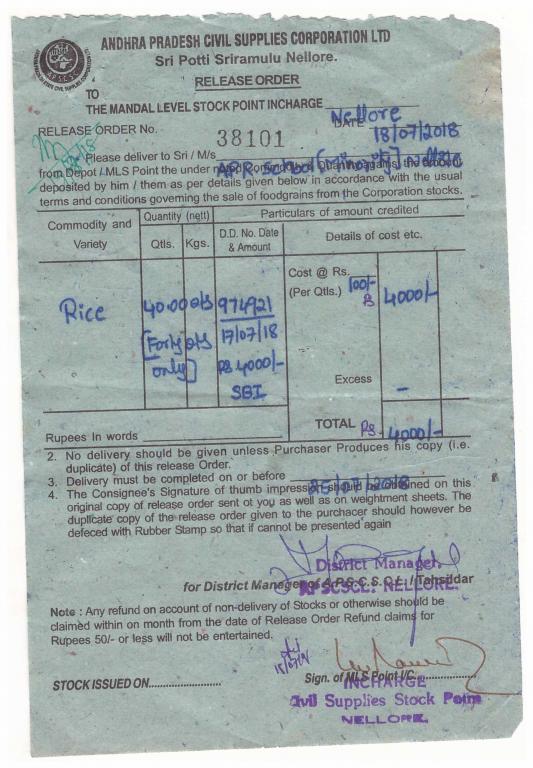 ANDHRA PRADESH CIVIL SUPPLIES CORPORATION LTD
Sri Potti Sriramulu Nellore.
RELEASE ORDER
TO
THE MANDAL LEVEL STOCK POINT INCHARGE Nellore
RELEASE ORDER No. 38101 DATE 18/07/2018
Please deliver to Sri / M/s APR School (Minority) Nellore
from Depot / MLS Point the under noted Commodities against the amount
deposited by him / them as per details given below in accordance with the usual
terms and conditions governing the sale of foodgrains from the Corporation stocks.
Commodity and Variety
Quantity (nett)
Qtls. Kgs.
Particulars of amount credited
D.D. No. Date & Amount
Details of cost etc.
Rice
40.00 qts
[Forty qts
only]
974921
17/07/18
Rs 4000/-
SBI
Cost @ Rs.
(Per Qtls.) 100/-
4000/-
Excess -
TOTAL Rs. 4000/-
Rupees In words
2. No delivery should be given unless Purchaser Produces his copy (i.e.
duplicate) of this release Order.
3. Delivery must be completed on or before 25/07/2018
4. The Consignee's Signature of thumb impression should be obtained on this
original copy of release order sent ot you as well as on weightment sheets. The
duplicate copy of the release order given to the purchacer should however be
defeced with Rubber Stamp so that if cannot be presented again
District Manager
for District Manager of A.P.S.C.S.C.L. / Tahsildar
APSCSCL. NELLORE.
Note : Any refund on account of non-delivery of Stocks or otherwise should be
claimed within on month from the date of Release Order Refund claims for
Rupees 50/- or less will not be entertained.
18/07/18
STOCK ISSUED ON........................
Sign. of MLS Point I/C..................
INCHARGE
Civil Supplies Stock Point
NELLORE.